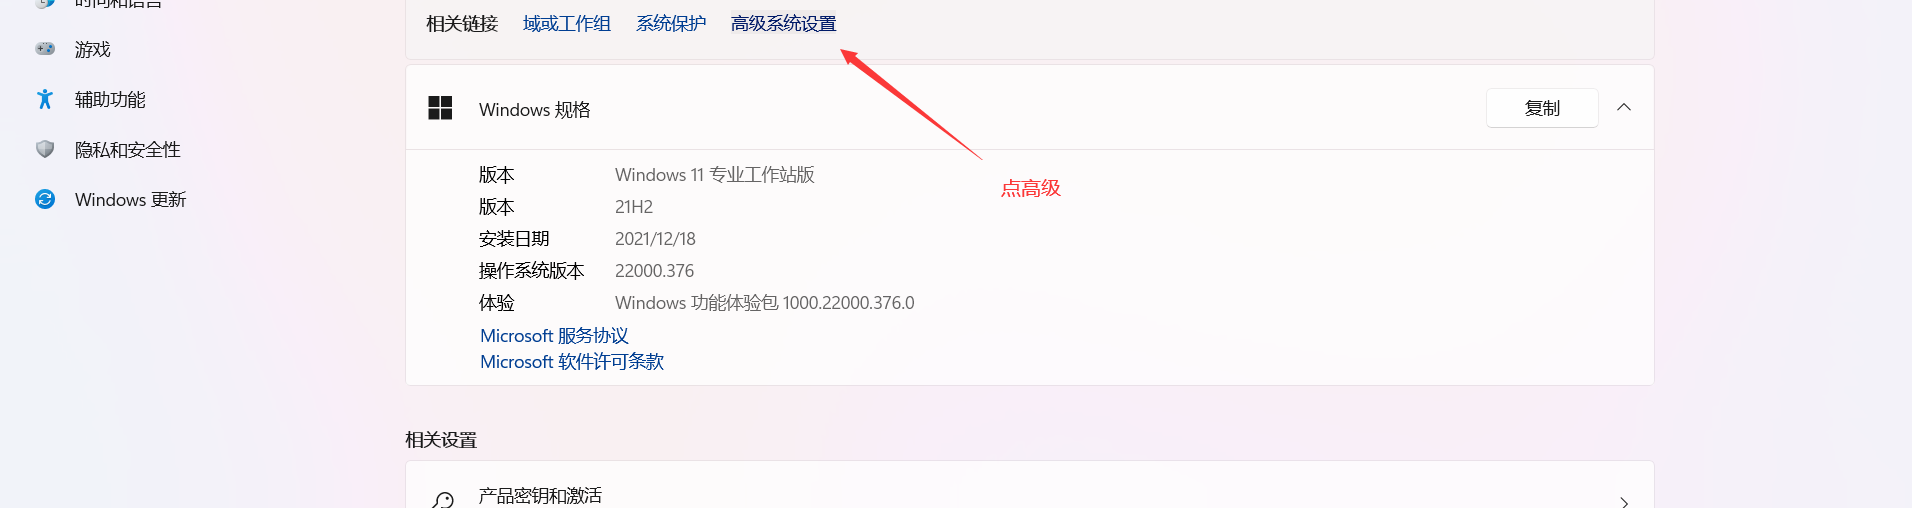 时间和语言
游戏
辅助功能
隐私和安全性
Windows 更新
相关链接 域或工作组 系统保护 高级系统设置
Windows 规格
复制
点高级
版本 Windows 11 专业工作站版
版本 21H2
安装日期 2021/12/18
操作系统版本 22000.376
体验 Windows 功能体验包 1000.22000.376.0
Microsoft 服务协议
Microsoft 软件许可条款
相关设置
产品密钥和激活